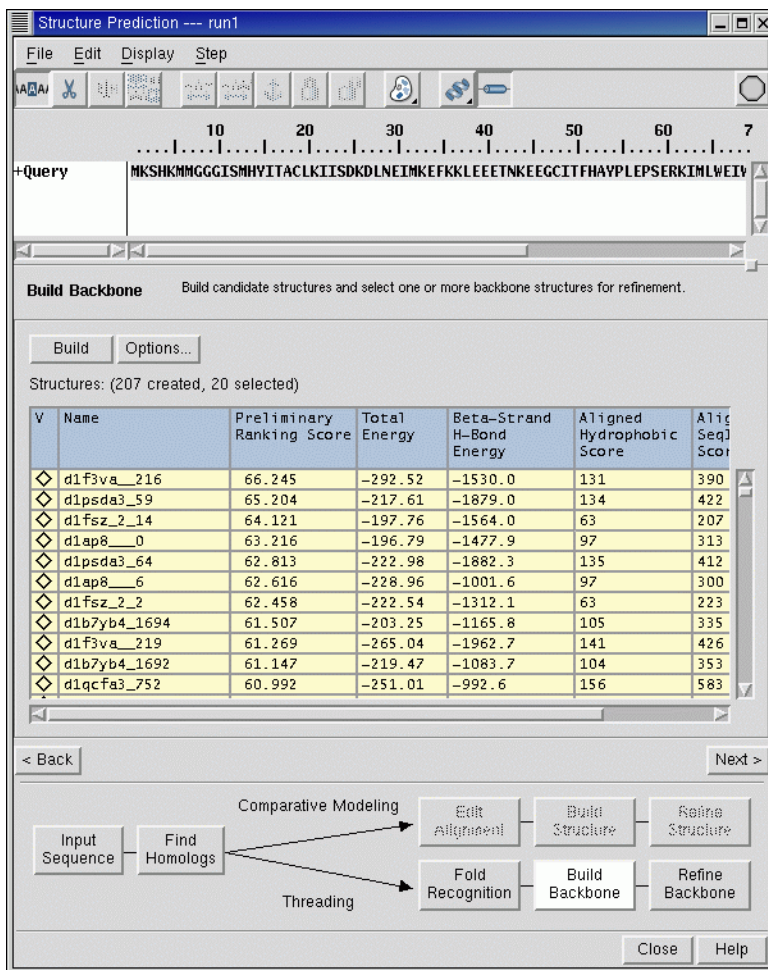 Structure Prediction --- run1
File Edit Display Step
10 20 30 40 50 60 7
+Query MKSHKMMGGGISMHYITACLKIISDKDLNEIMKEFKKLEEETNKEEGCITFHAYPLEPSERKIMLWEIW
Build Backbone Build candidate structures and select one or more backbone structures for refinement.
Build Options...
Structures: (207 created, 20 selected)
V Name Preliminary Total Beta-Strand Aligned Alig
Ranking Score Energy H-Bond Hydrophobic SeqI
Energy Score Scor
d1f3va__216 66.245 -292.52 -1530.0 131 390
d1psda3_59 65.204 -217.61 -1879.0 134 422
d1fsz_2_14 64.121 -197.76 -1564.0 63 207
d1ap8___0 63.216 -196.79 -1477.9 97 313
d1psda3_64 62.813 -222.98 -1882.3 135 412
d1ap8___6 62.616 -228.96 -1001.6 97 300
d1fsz_2_2 62.458 -222.54 -1312.1 63 223
d1b7yb4_1694 61.507 -203.25 -1165.8 105 335
d1f3va__219 61.269 -265.04 -1962.7 141 426
d1b7yb4_1692 61.147 -219.47 -1083.7 104 353
d1qcfa3_752 60.992 -251.01 -992.6 156 583
< Back Next >
Comparative Modeling
Edit Build Refine
Alignment Structure Structure
Input Find
Sequence Homologs
Fold Build Refine
Recognition Backbone Backbone
Threading
Close Help